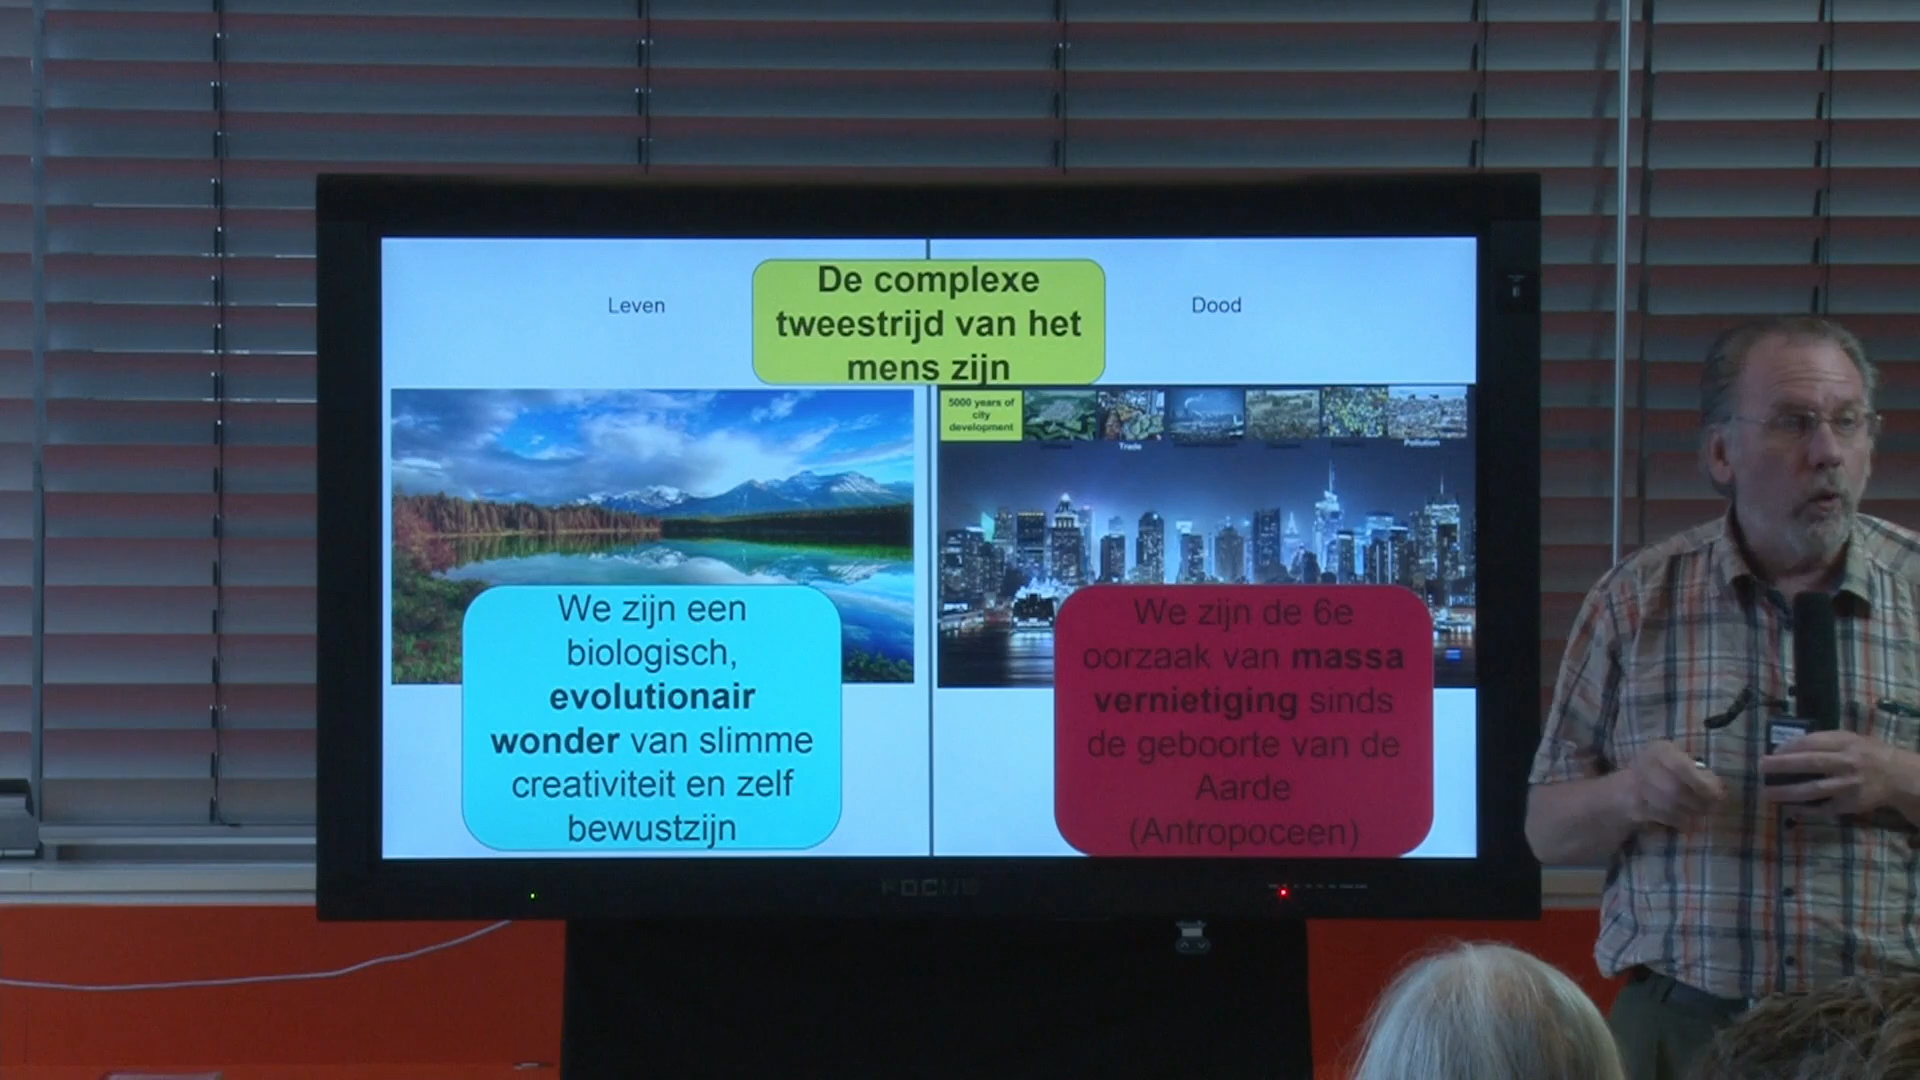 De complexe
tweestrijd van het
mens zijn
Leven
Dood
5000 years of
city
development
Trade
Pollution
We zijn een
biologisch,
evolutionair
wonder van slimme
creativiteit en zelf
bewustzijn
We zijn de 6e
oorzaak van massa
vernietiging sinds
de geboorte van de
Aarde
(Antropoceen)
FOCUS